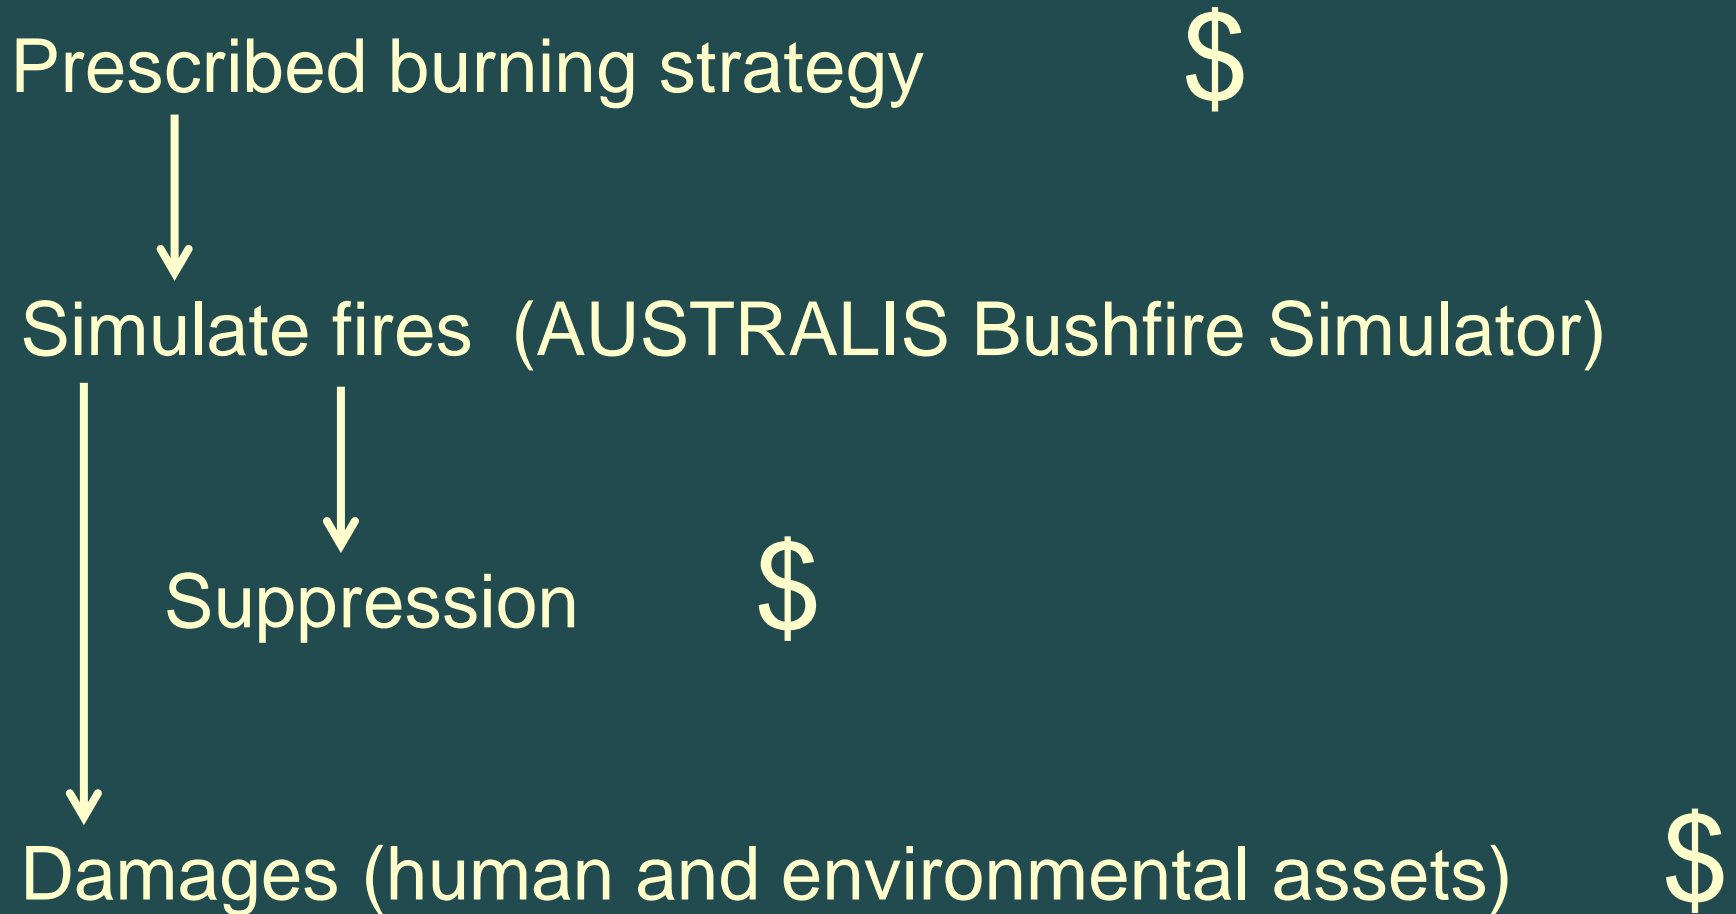 Prescribed burning strategy $
Simulate fires (AUSTRALIS Bushfire Simulator)
Suppression $
Damages (human and environmental assets) $